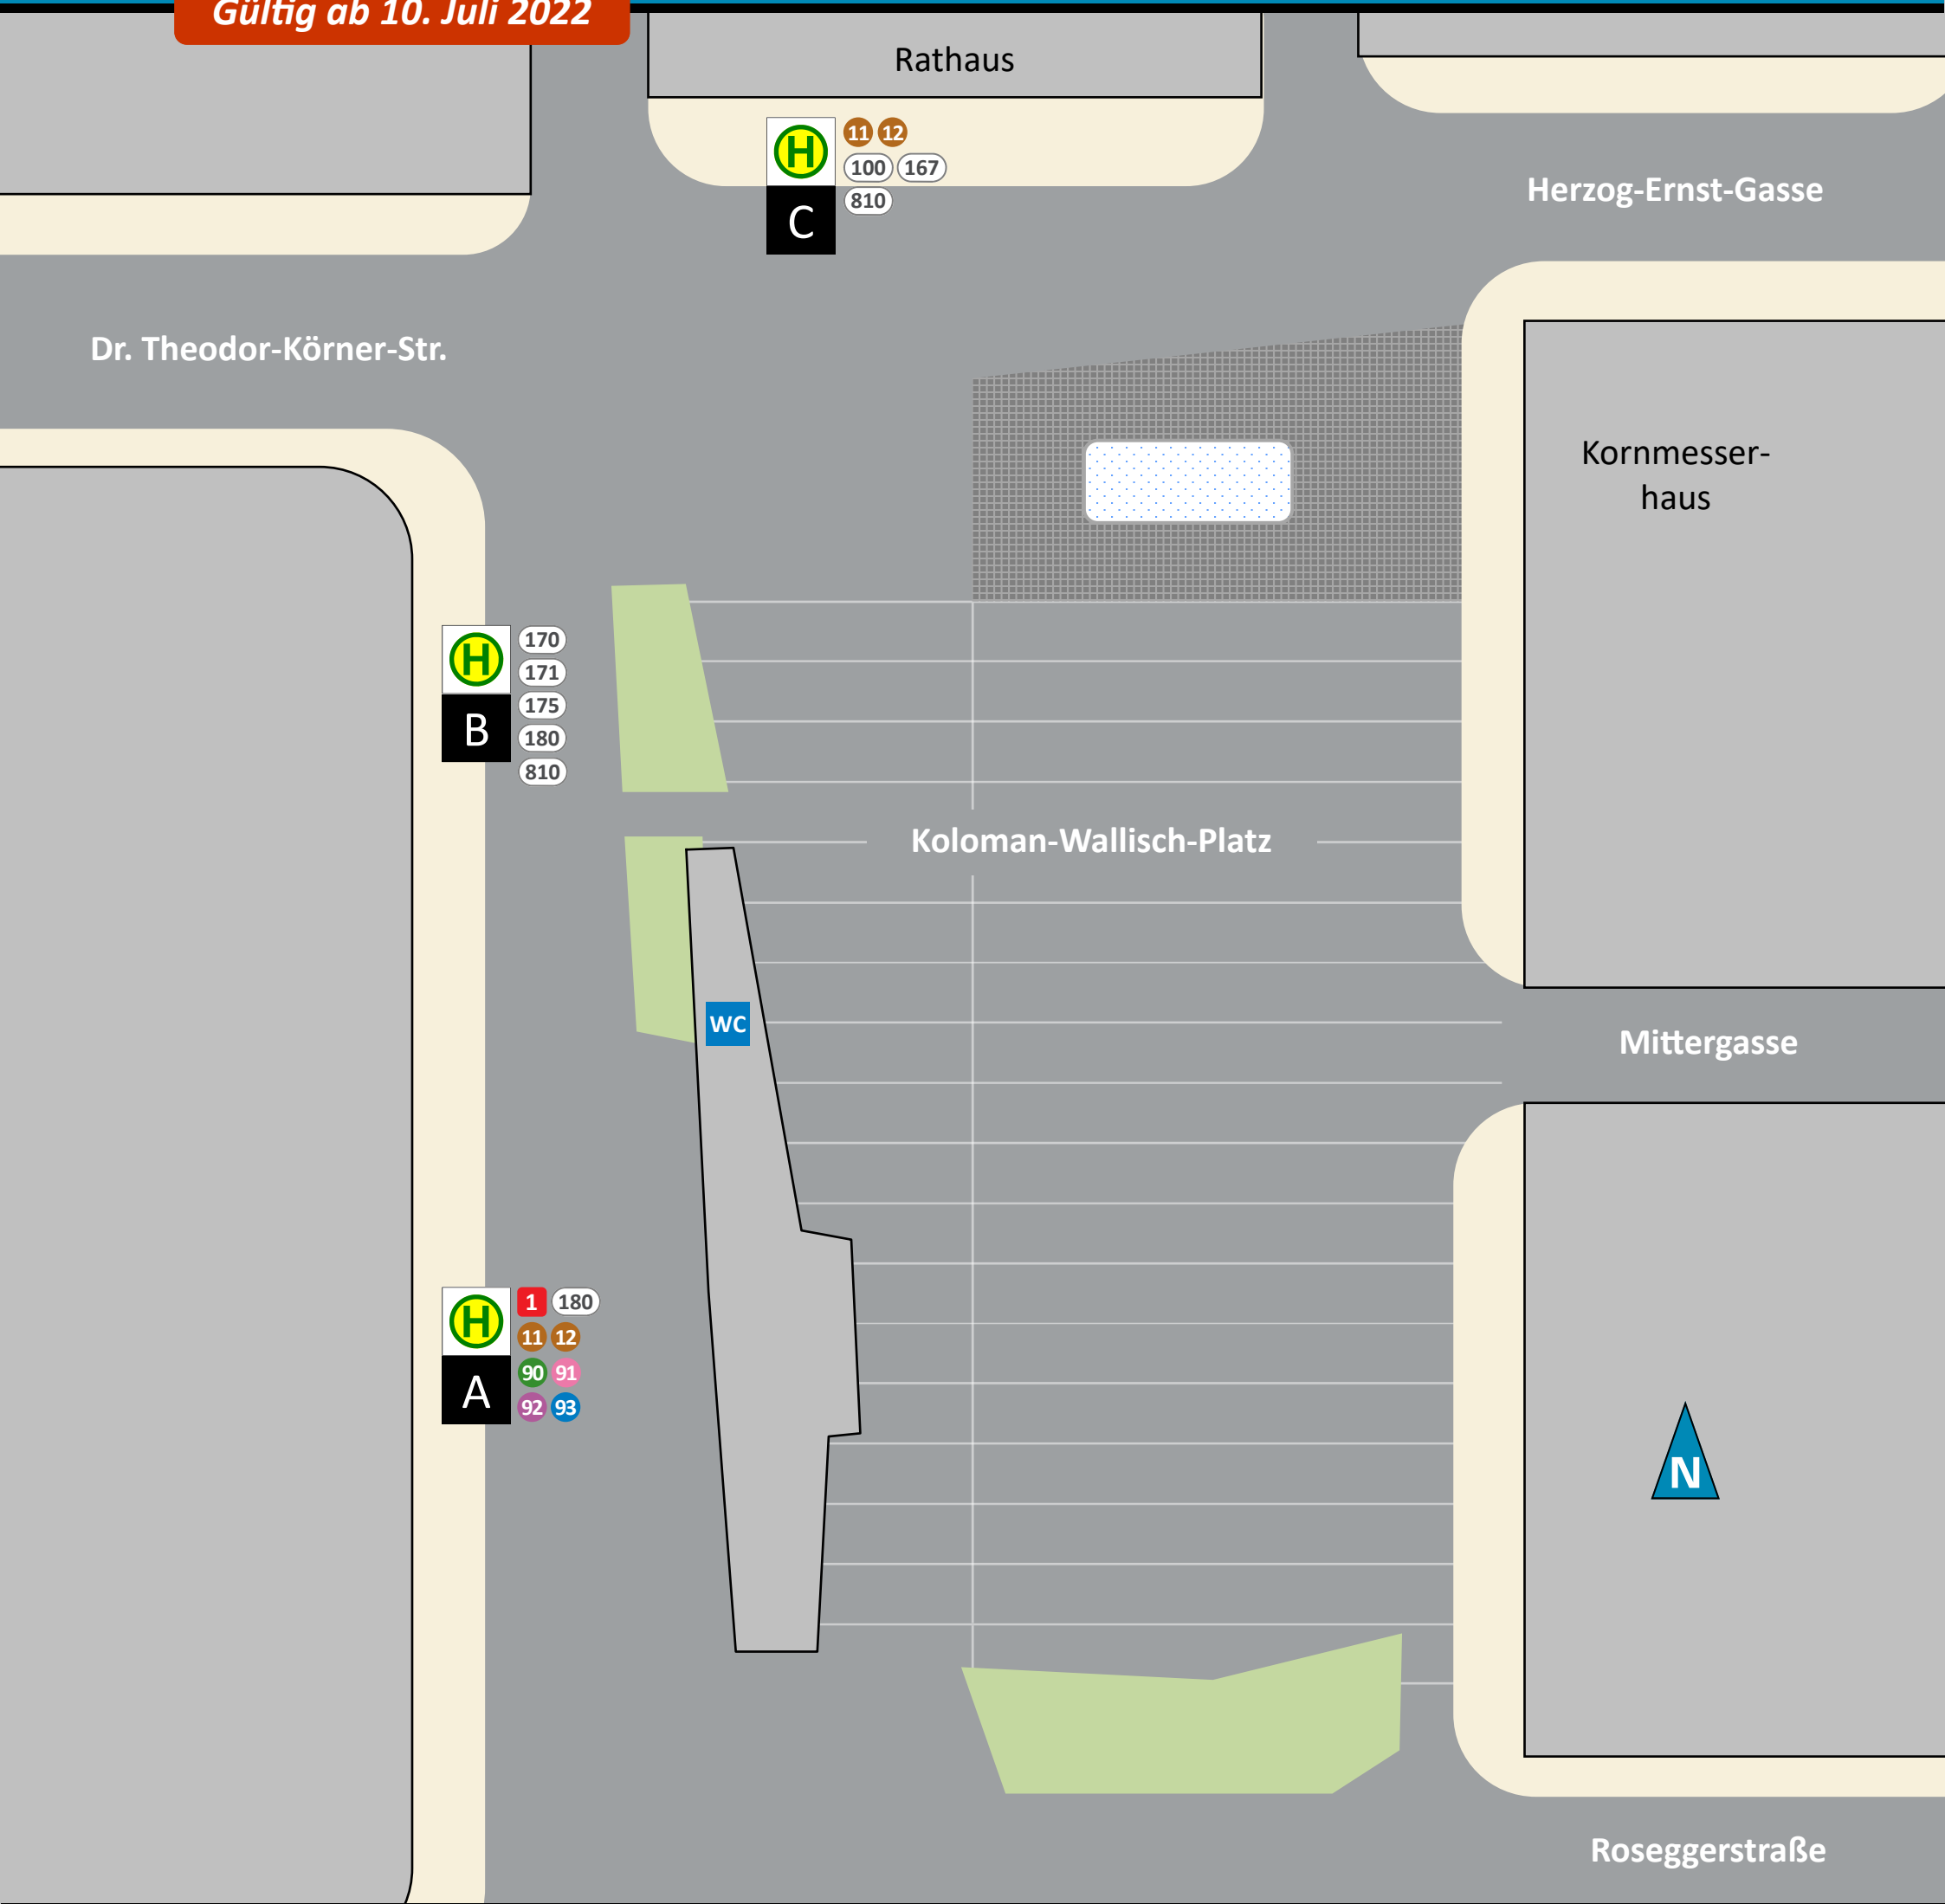 Gültig ab 10. Juli 2022
Rathaus
H
11 12
100 167
810
C
Herzog-Ernst-Gasse
Dr. Theodor-Körner-Str.
Kornmesser-
haus
H
170
171
175
180
810
B
Koloman-Wallisch-Platz
WC
Mittergasse
H
1 180
11 12
90 91
92 93
A
N
Roseggerstraße